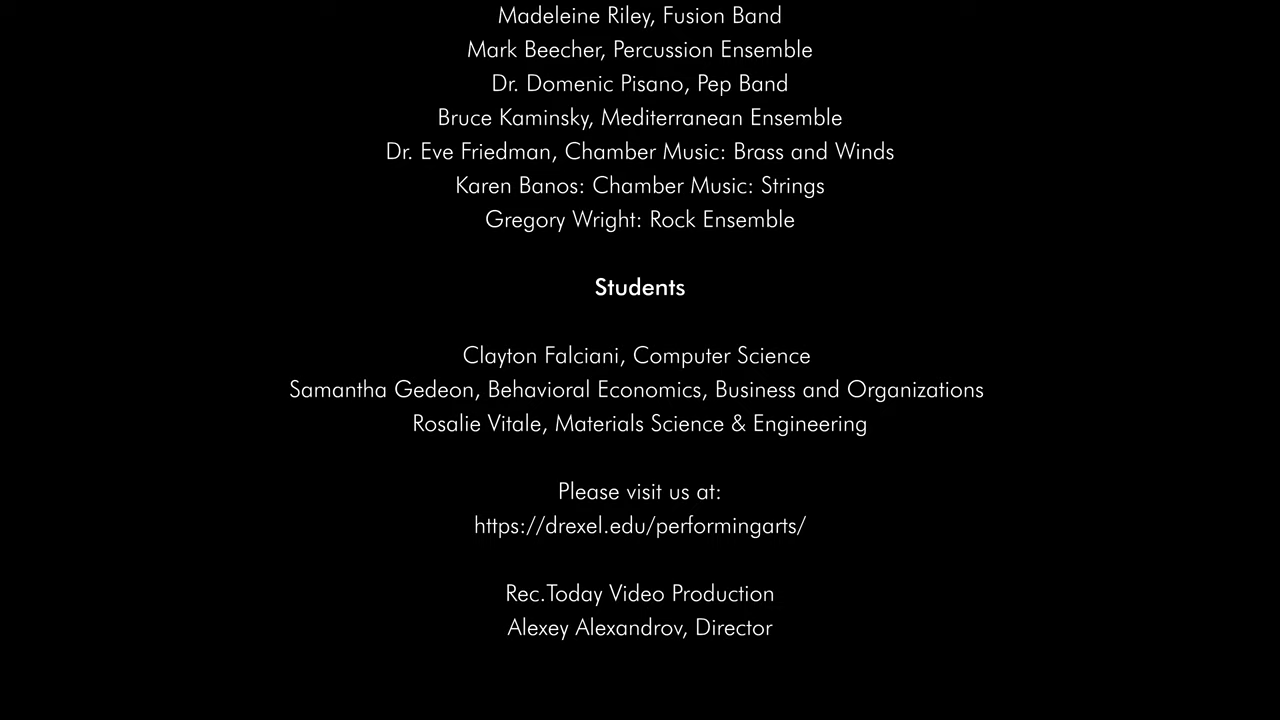 Madeleine Riley, Fusion Band
Mark Beecher, Percussion Ensemble
Dr. Domenic Pisano, Pep Band
Bruce Kaminsky, Mediterranean Ensemble
Dr. Eve Friedman, Chamber Music: Brass and Winds
Karen Banos: Chamber Music: Strings
Gregory Wright: Rock Ensemble
Students
Clayton Falciani, Computer Science
Samantha Gedeon, Behavioral Economics, Business and Organizations
Rosalie Vitale, Materials Science & Engineering
Please visit us at:
https://drexel.edu/performingarts/
Rec.Today Video Production
Alexey Alexandrov, Director